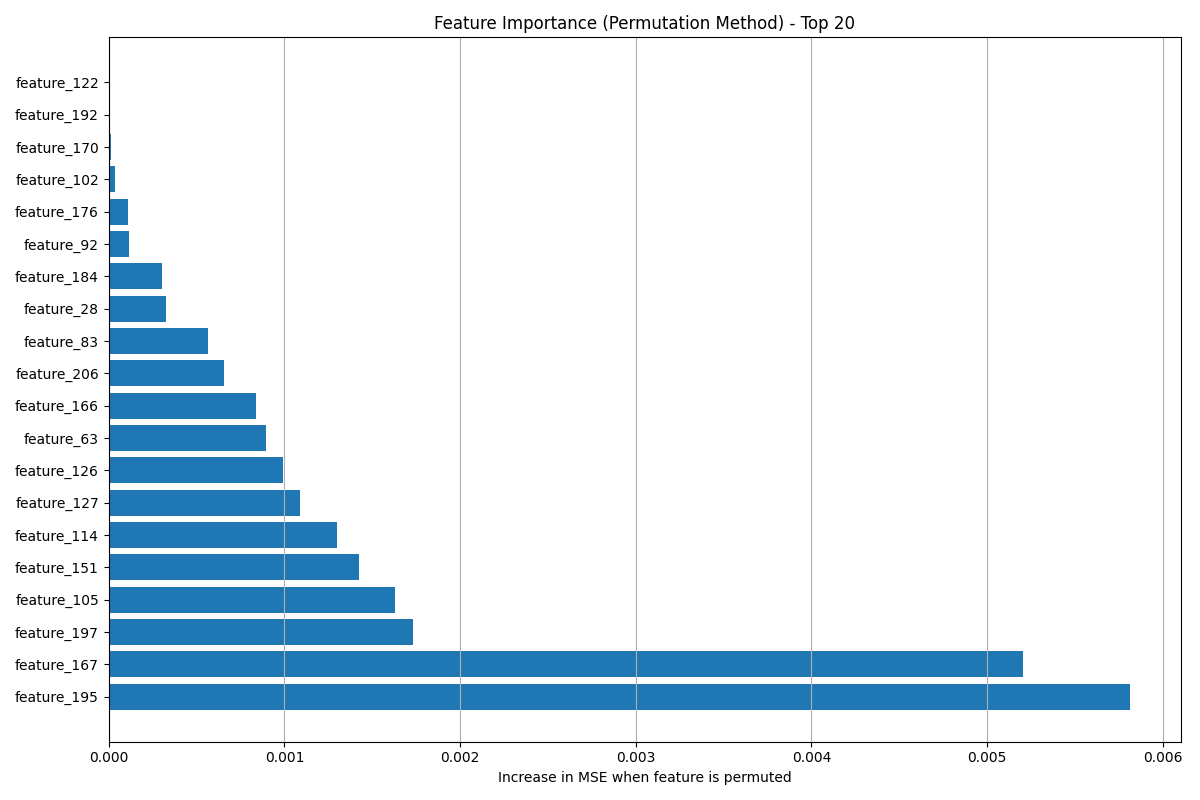 Feature Importance (Permutation Method) - Top 20
feature_122
feature_192
feature_170
feature_102
feature_176
feature_92
feature_184
feature_28
feature_83
feature_206
feature_166
feature_63
feature_126
feature_127
feature_114
feature_151
feature_105
feature_197
feature_167
feature_195
0.000 0.001 0.002 0.003 0.004 0.005 0.006
Increase in MSE when feature is permuted